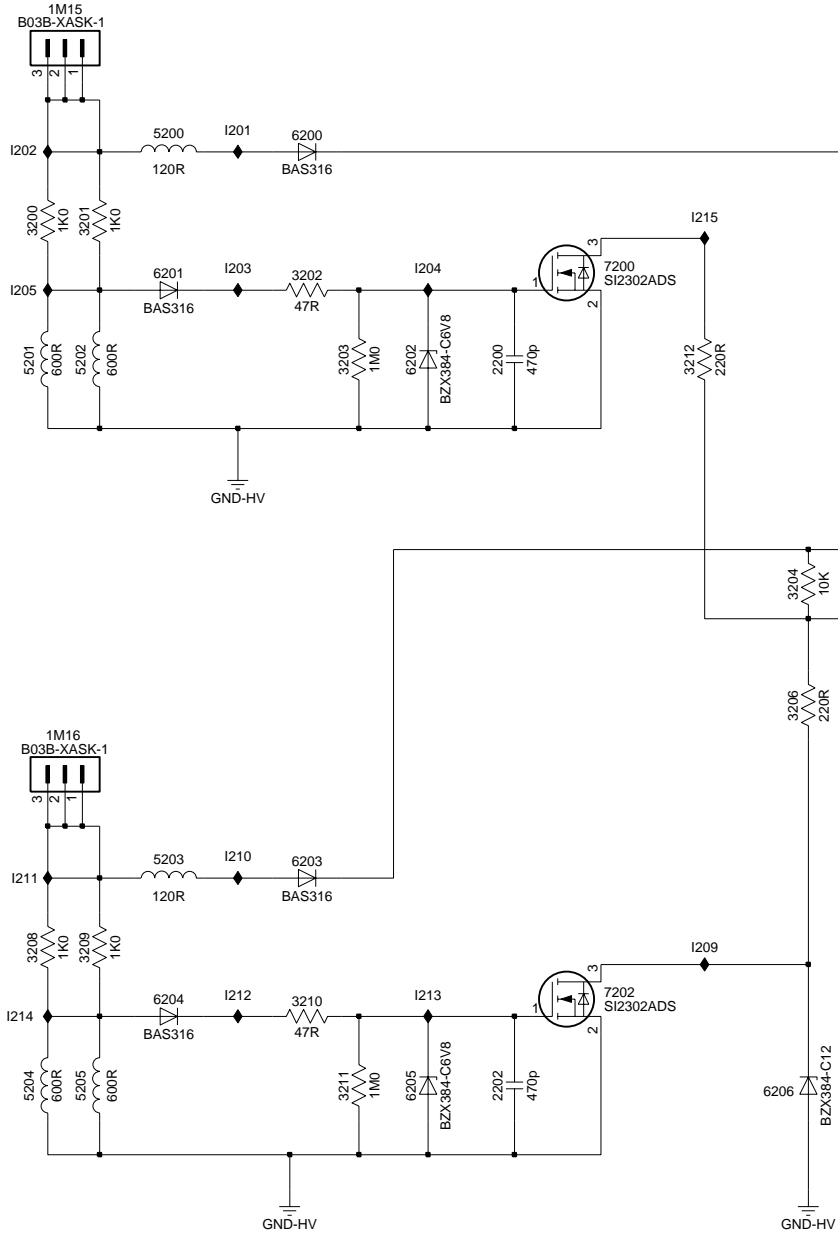 1M15
B03B-XASK-1
3
2
1
I202
5200
120R
I201
6200
BAS316
3200
1K0
3201
1K0
I205
6201
BAS316
I203
3202
47R
I204
3203
1M0
6202
BZX384-C6V8
2200
470p
1
3
2
7200
SI2302ADS
I215
3212
220R
5201
600R
5202
600R
GND-HV
3204
10K
3206
220R
1M16
B03B-XASK-1
3
2
1
I211
5203
120R
I210
6203
BAS316
3208
1K0
3209
1K0
I214
6204
BAS316
I212
3210
47R
I213
3211
1M0
6205
BZX384-C6V8
2202
470p
1
3
2
7202
SI2302ADS
I209
5204
600R
5205
600R
6206
BZX384-C12
GND-HV
GND-HV